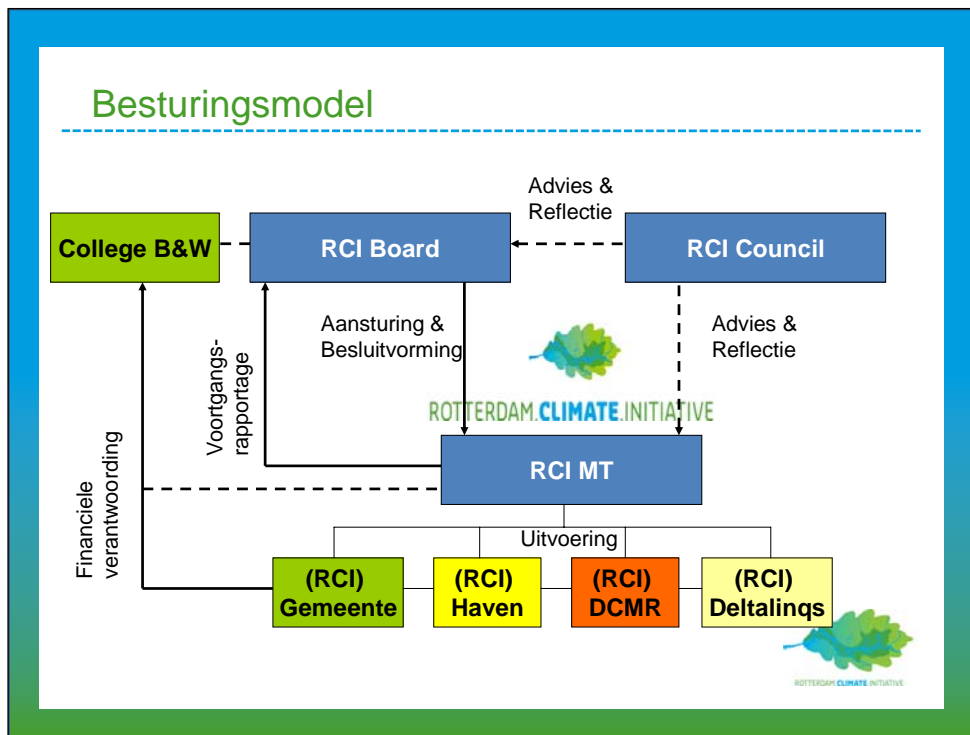 Besturingsmodel
Advies &
Reflectie
College B&W
RCI Board
RCI Council
Aansturing &
Besluitvorming
Advies &
Reflectie
Voortgangs-
rapportage
ROTTERDAM.CLIMATE.INITIATIVE
RCI MT
Financiele
verantwoording
Uitvoering
(RCI)
Gemeente
(RCI)
Haven
(RCI)
DCMR
(RCI)
Deltalinqs
ROTTERDAM.CLIMATE.INITIATIVE